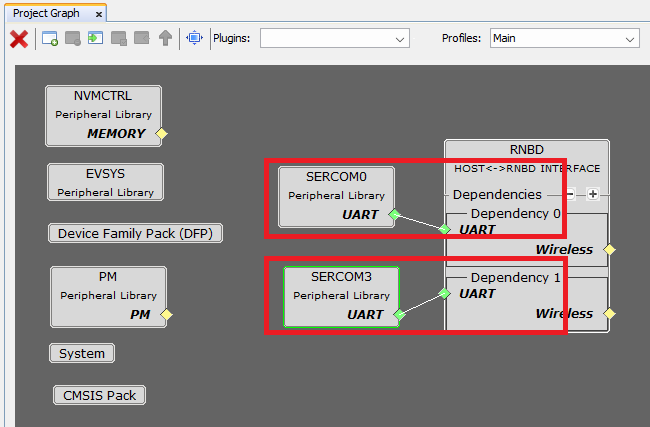 Project Graph
Plugins:
Profiles: Main
NVMCTRL
Peripheral Library
MEMORY
EVSYS
Peripheral Library
Device Family Pack (DFP)
PM
Peripheral Library
PM
System
CMSIS Pack
SERCOM0
Peripheral Library
UART
SERCOM3
Peripheral Library
UART
RNBD
HOST<->RNBD INTERFACE
Dependencies
Dependency 0
UART
Wireless
Dependency 1
UART
Wireless